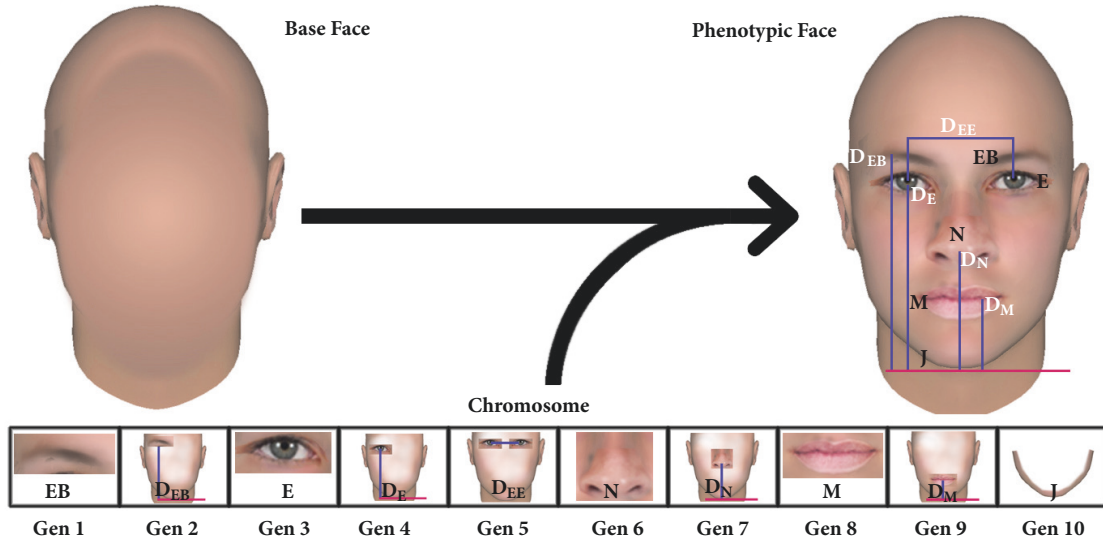 Base Face
Phenotypic Face
DEE
DEB
EB
E
DE
N
DN
M
DM
J
Chromosome
EB
DEB
E
DE
DEE
N
DN
M
DM
J
Gen 1
Gen 2
Gen 3
Gen 4
Gen 5
Gen 6
Gen 7
Gen 8
Gen 9
Gen 10